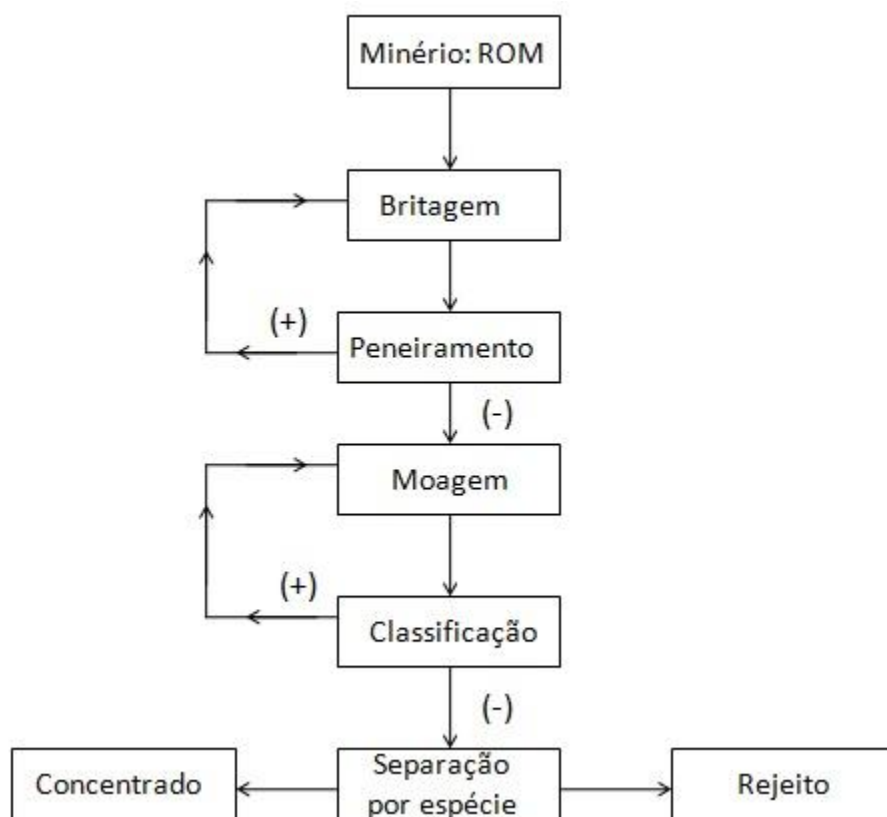 Minério: ROM
Britagem
(+)
Peneiramento
(-)
Moagem
(+)
Classificação
(-)
Concentrado
Separação
por espécie
Rejeito